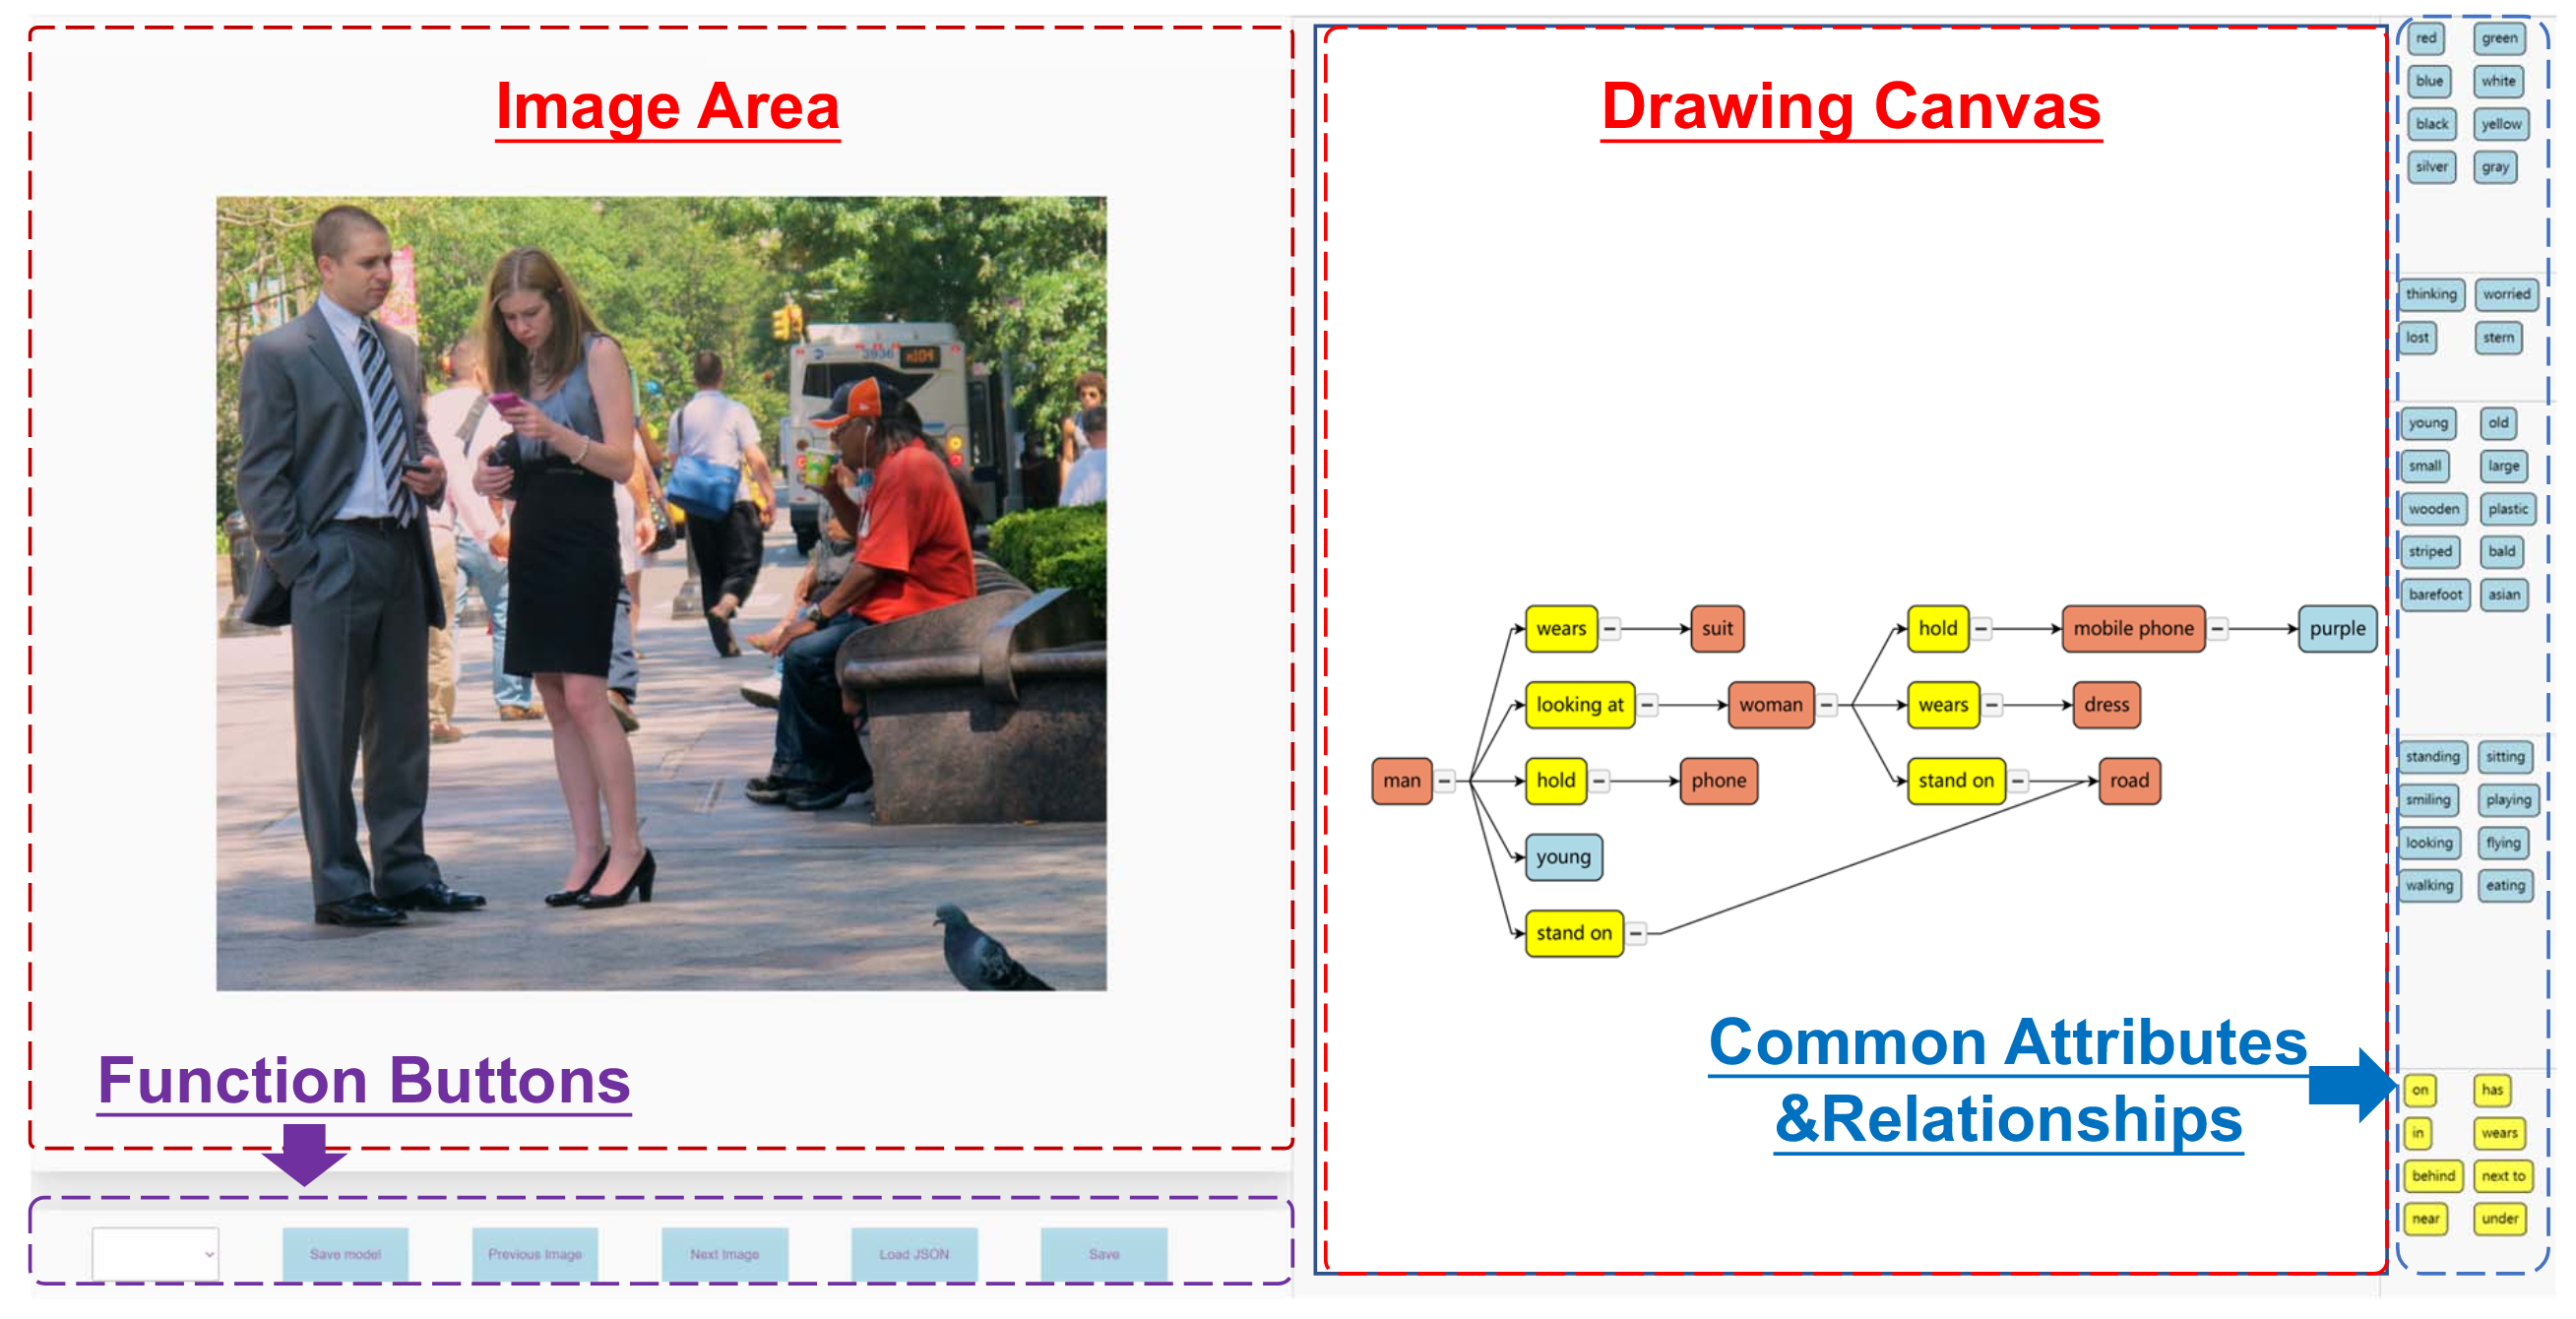 Image Area
3936 m104
Function Buttons
Save model Previous Image Next Image Load JSON Save
Drawing Canvas
wears suit hold mobile phone purple
looking at woman wears dress
man hold phone stand on road
young
stand on
Common Attributes
&Relationships
red green
blue white
black yellow
silver gray
thinking worried
lost stern
young old
small large
wooden plastic
striped bald
barefoot asian
standing sitting
smiling playing
looking flying
walking eating
on has
in wears
behind next to
near under